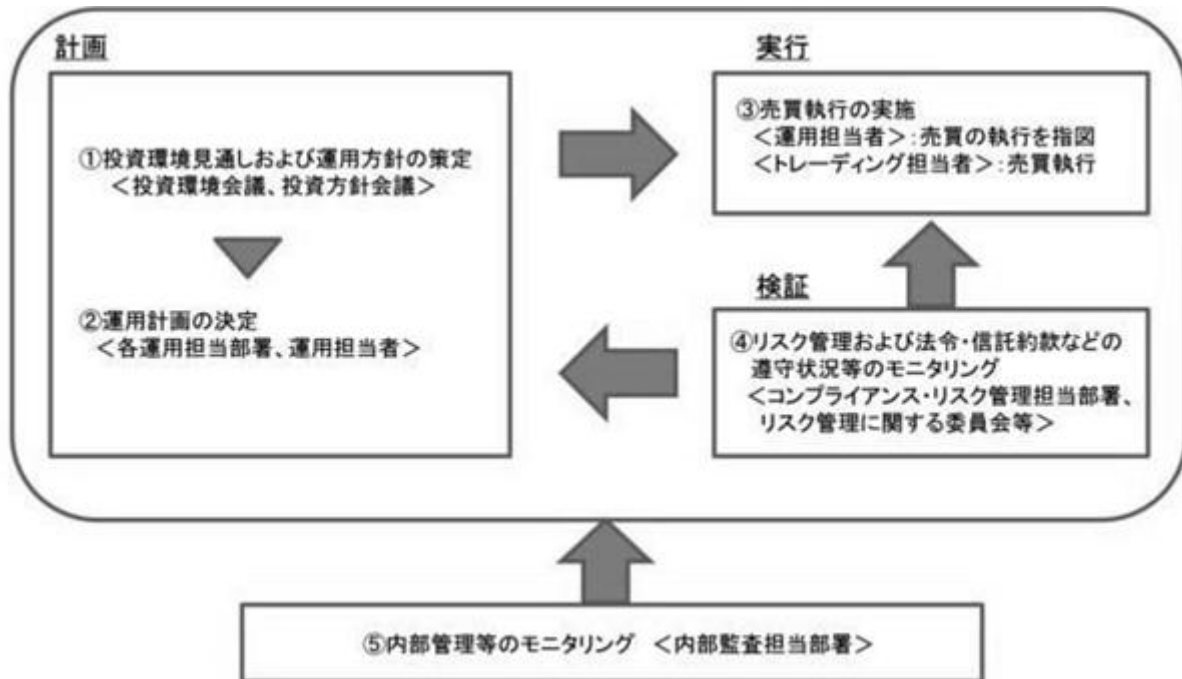 計画
①投資環境見通しおよび運用方針の策定
<投資環境会議、投資方針会議>
②運用計画の決定
<各運用担当部署、運用担当者>
実行
③売買執行の実施
<運用担当者>:売買の執行を指図
<トレーディング担当者>:売買執行
検証
④リスク管理および法令・信託約款などの
遵守状況等のモニタリング
<コンプライアンス・リスク管理担当部署、
リスク管理に関する委員会等>
⑤内部管理等のモニタリング <内部監査担当部署>